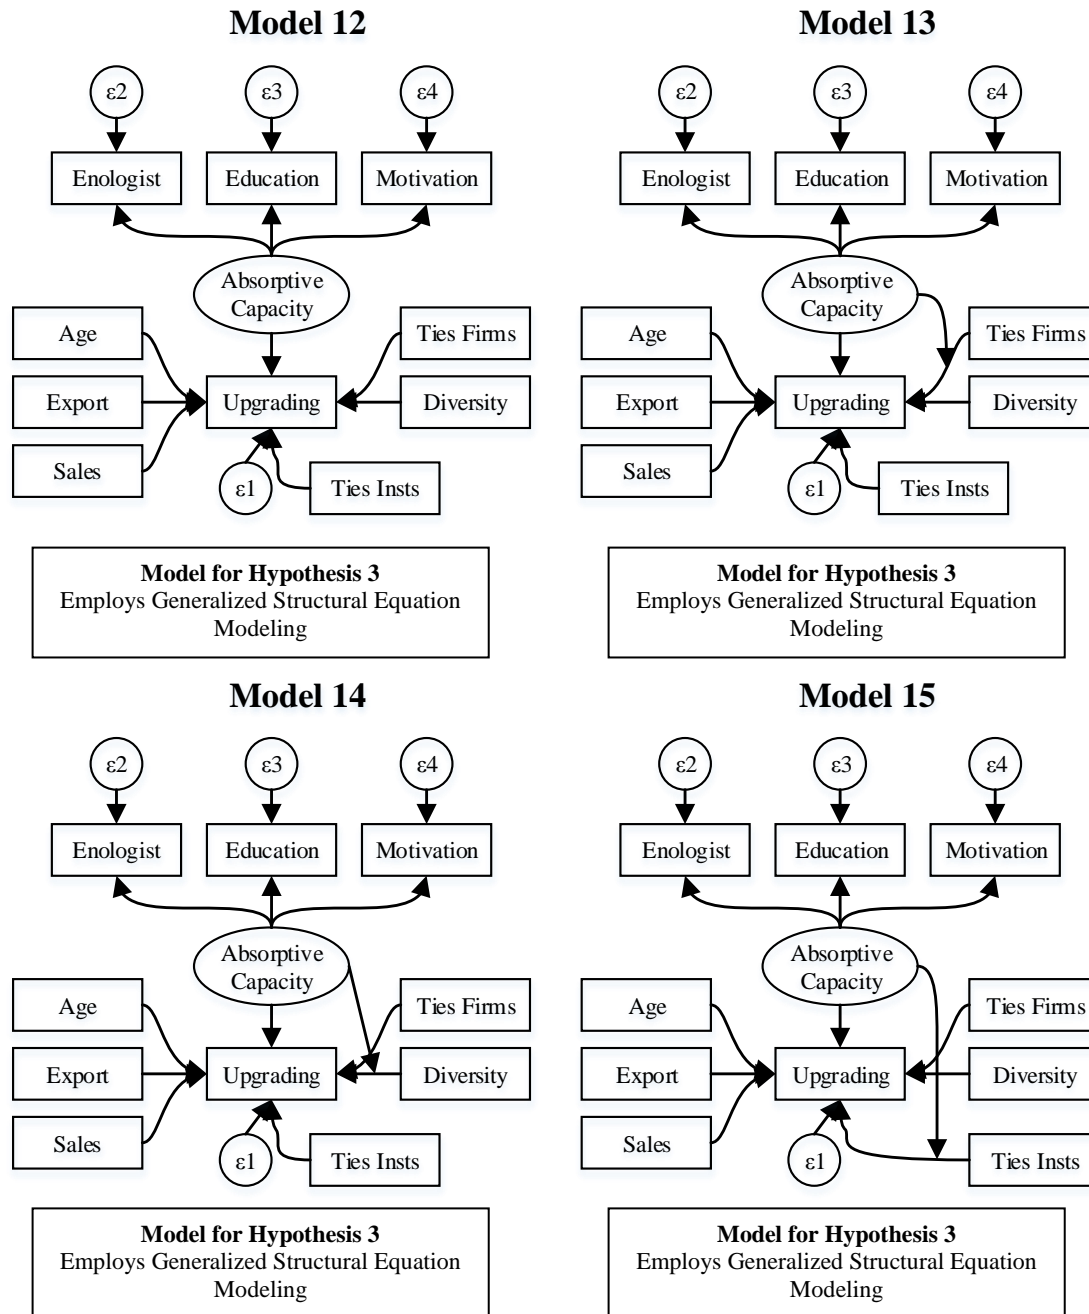 Model 12
ε2
ε3
ε4
Enologist
Education
Motivation
Absorptive
Capacity
Age
Ties Firms
Export
Upgrading
Diversity
Sales
ε1
Ties Insts
Model for Hypothesis 3
Employs Generalized Structural Equation
Modeling
Model 13
ε2
ε3
ε4
Enologist
Education
Motivation
Absorptive
Capacity
Age
Ties Firms
Export
Upgrading
Diversity
Sales
ε1
Ties Insts
Model for Hypothesis 3
Employs Generalized Structural Equation
Modeling
Model 14
ε2
ε3
ε4
Enologist
Education
Motivation
Absorptive
Capacity
Age
Ties Firms
Export
Upgrading
Diversity
Sales
ε1
Ties Insts
Model for Hypothesis 3
Employs Generalized Structural Equation
Modeling
Model 15
ε2
ε3
ε4
Enologist
Education
Motivation
Absorptive
Capacity
Age
Ties Firms
Export
Upgrading
Diversity
Sales
ε1
Ties Insts
Model for Hypothesis 3
Employs Generalized Structural Equation
Modeling